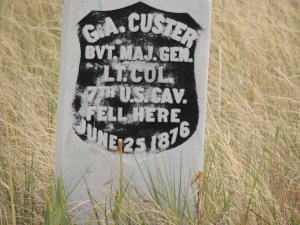 G.A. CUSTER
BVT. MAJ. GEN.
LT. COL.
7TH U.S. CAV.
FELL HERE
JUNE 25 1876